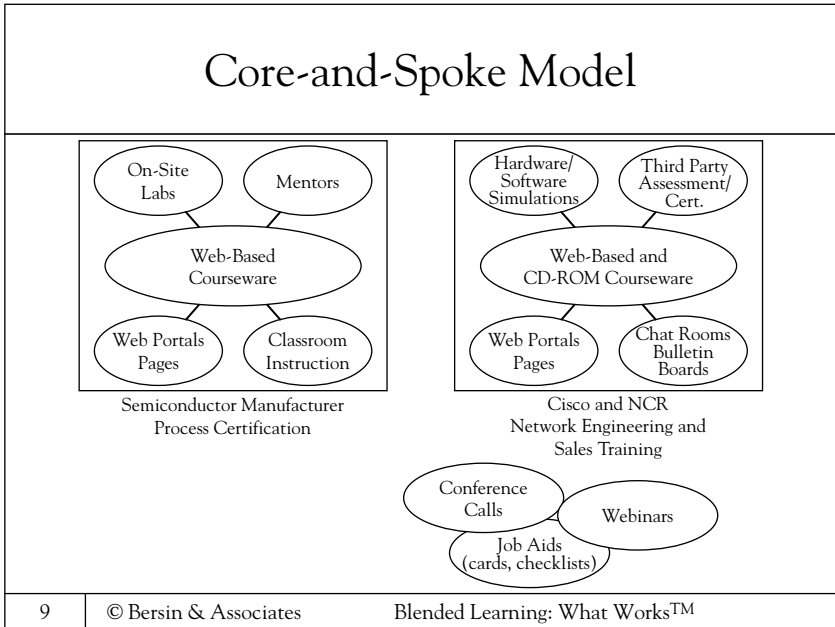 Core-and-Spoke Model
On-Site
Labs
Mentors
Web-Based
Courseware
Web Portals
Pages
Classroom
Instruction
Semiconductor Manufacturer
Process Certification
Hardware/
Software
Simulations
Third Party
Assessment/
Cert.
Web-Based and
CD-ROM Courseware
Web Portals
Pages
Chat Rooms
Bulletin
Boards
Cisco and NCR
Network Engineering and
Sales Training
Conference
Calls
Webinars
Job Aids
(cards, checklists)
9 © Bersin & Associates Blended Learning: What Works™